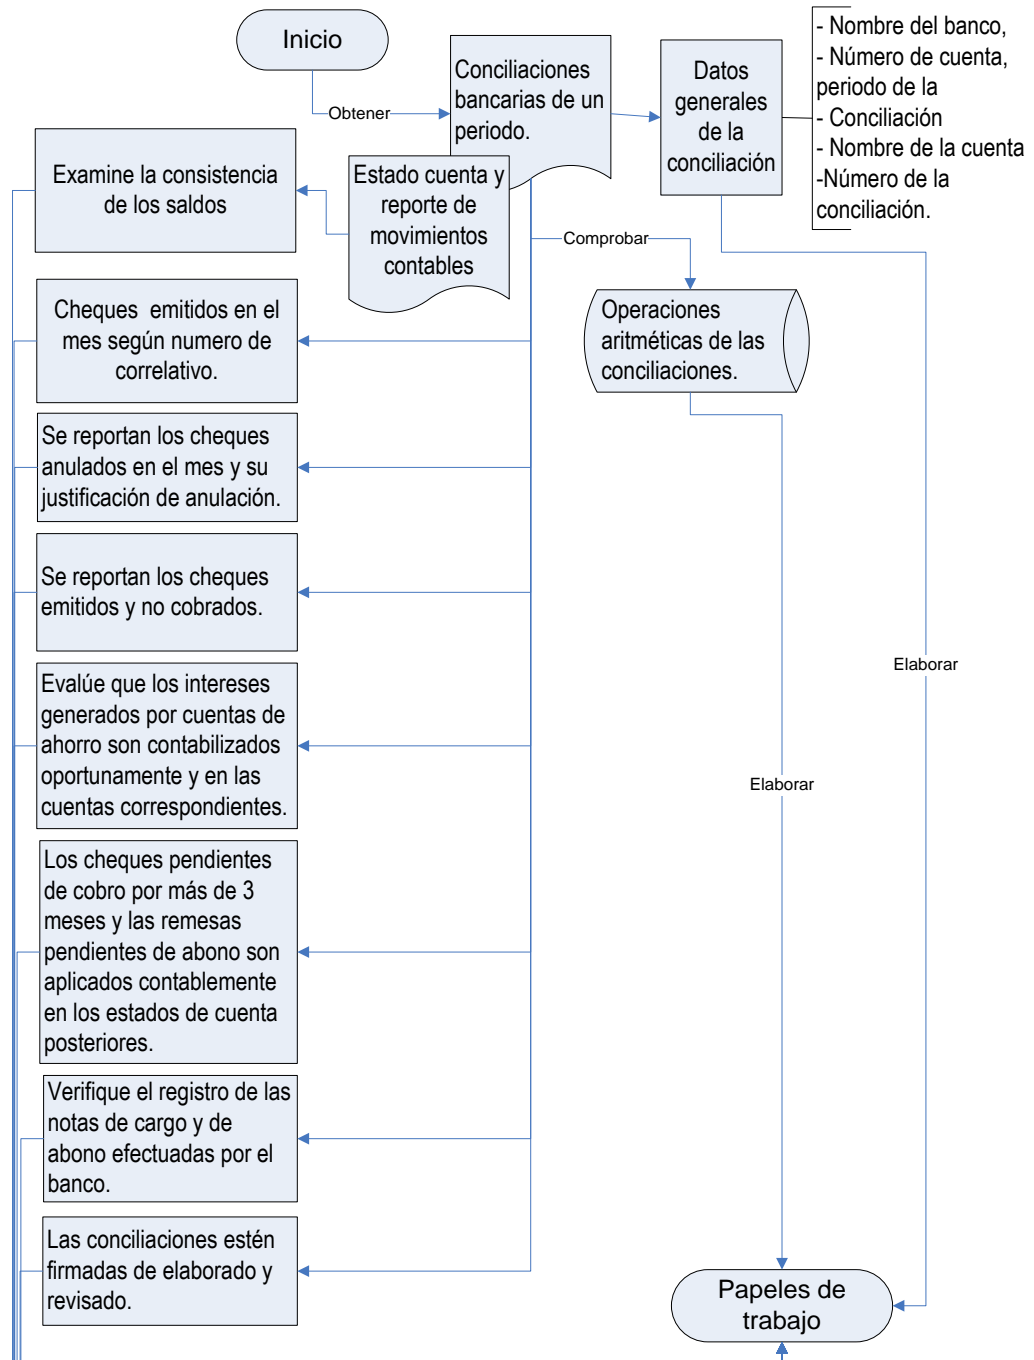 Inicio
Obtener
Conciliaciones
bancarias de un
periodo.
Datos
generales
de la
conciliación
- Nombre del banco,
- Número de cuenta,
periodo de la
- Conciliación
- Nombre de la cuenta
-Número de la
conciliación.
Estado cuenta y
reporte de
movimientos
contables
Examine la consistencia
de los saldos
Comprobar
Operaciones
aritméticas de las
conciliaciones.
Cheques emitidos en el
mes según numero de
correlativo.
Se reportan los cheques
anulados en el mes y su
justificación de anulación.
Se reportan los cheques
emitidos y no cobrados.
Evalúe que los intereses
generados por cuentas de
ahorro son contabilizados
oportunamente y en las
cuentas correspondientes.
Los cheques pendientes
de cobro por más de 3
meses y las remesas
pendientes de abono son
aplicados contablemente
en los estados de cuenta
posteriores.
Verifique el registro de las
notas de cargo y de
abono efectuadas por el
banco.
Las conciliaciones estén
firmadas de elaborado y
revisado.
Elaborar
Elaborar
Papeles de
trabajo